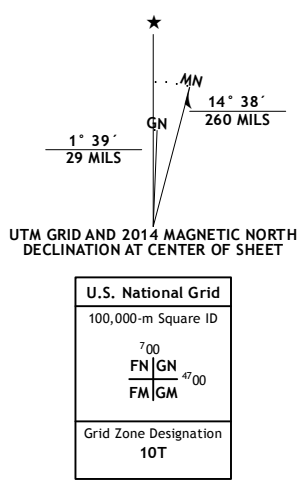 ★
MN
GN
1° 39´
29 MILS
14° 38´
260 MILS
UTM GRID AND 2014 MAGNETIC NORTH
DECLINATION AT CENTER OF SHEET
U.S. National Grid
100,000-m Square ID
700
FN GN
4700
FM GM
Grid Zone Designation
10T